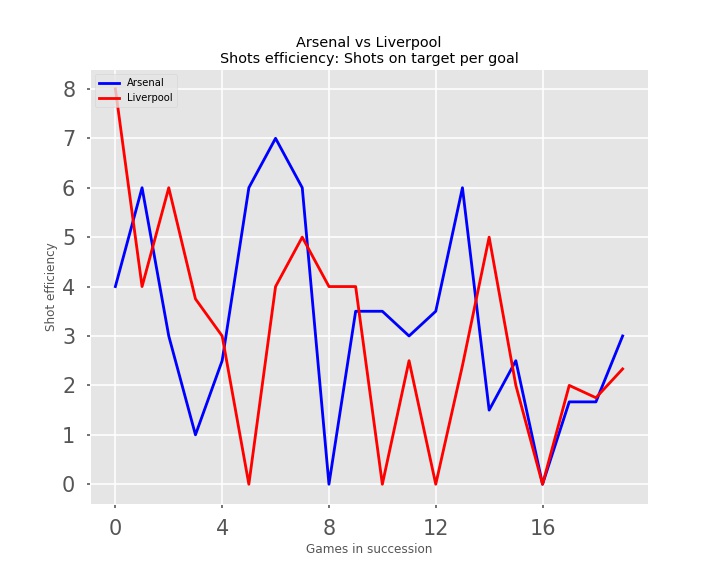 Arsenal vs Liverpool
Shots efficiency: Shots on target per goal
Arsenal
Liverpool
8
7
6
5
4
3
2
1
0
Shot efficiency
0 4 8 12 16
Games in succession